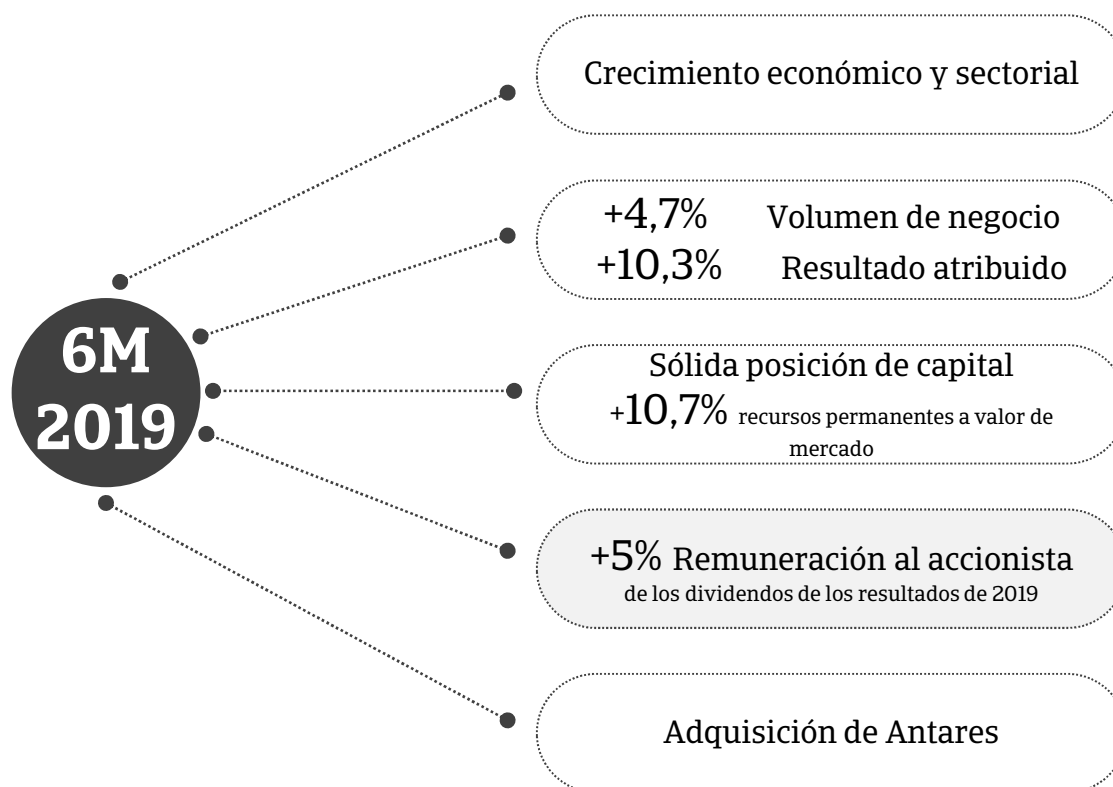 Crecimiento económico y sectorial
+4,7% Volumen de negocio
+10,3% Resultado atribuido
6M
2019
Sólida posición de capital
+10,7% recursos permanentes a valor de
mercado
+5% Remuneración al accionista
de los dividendos de los resultados de 2019
Adquisición de Antares